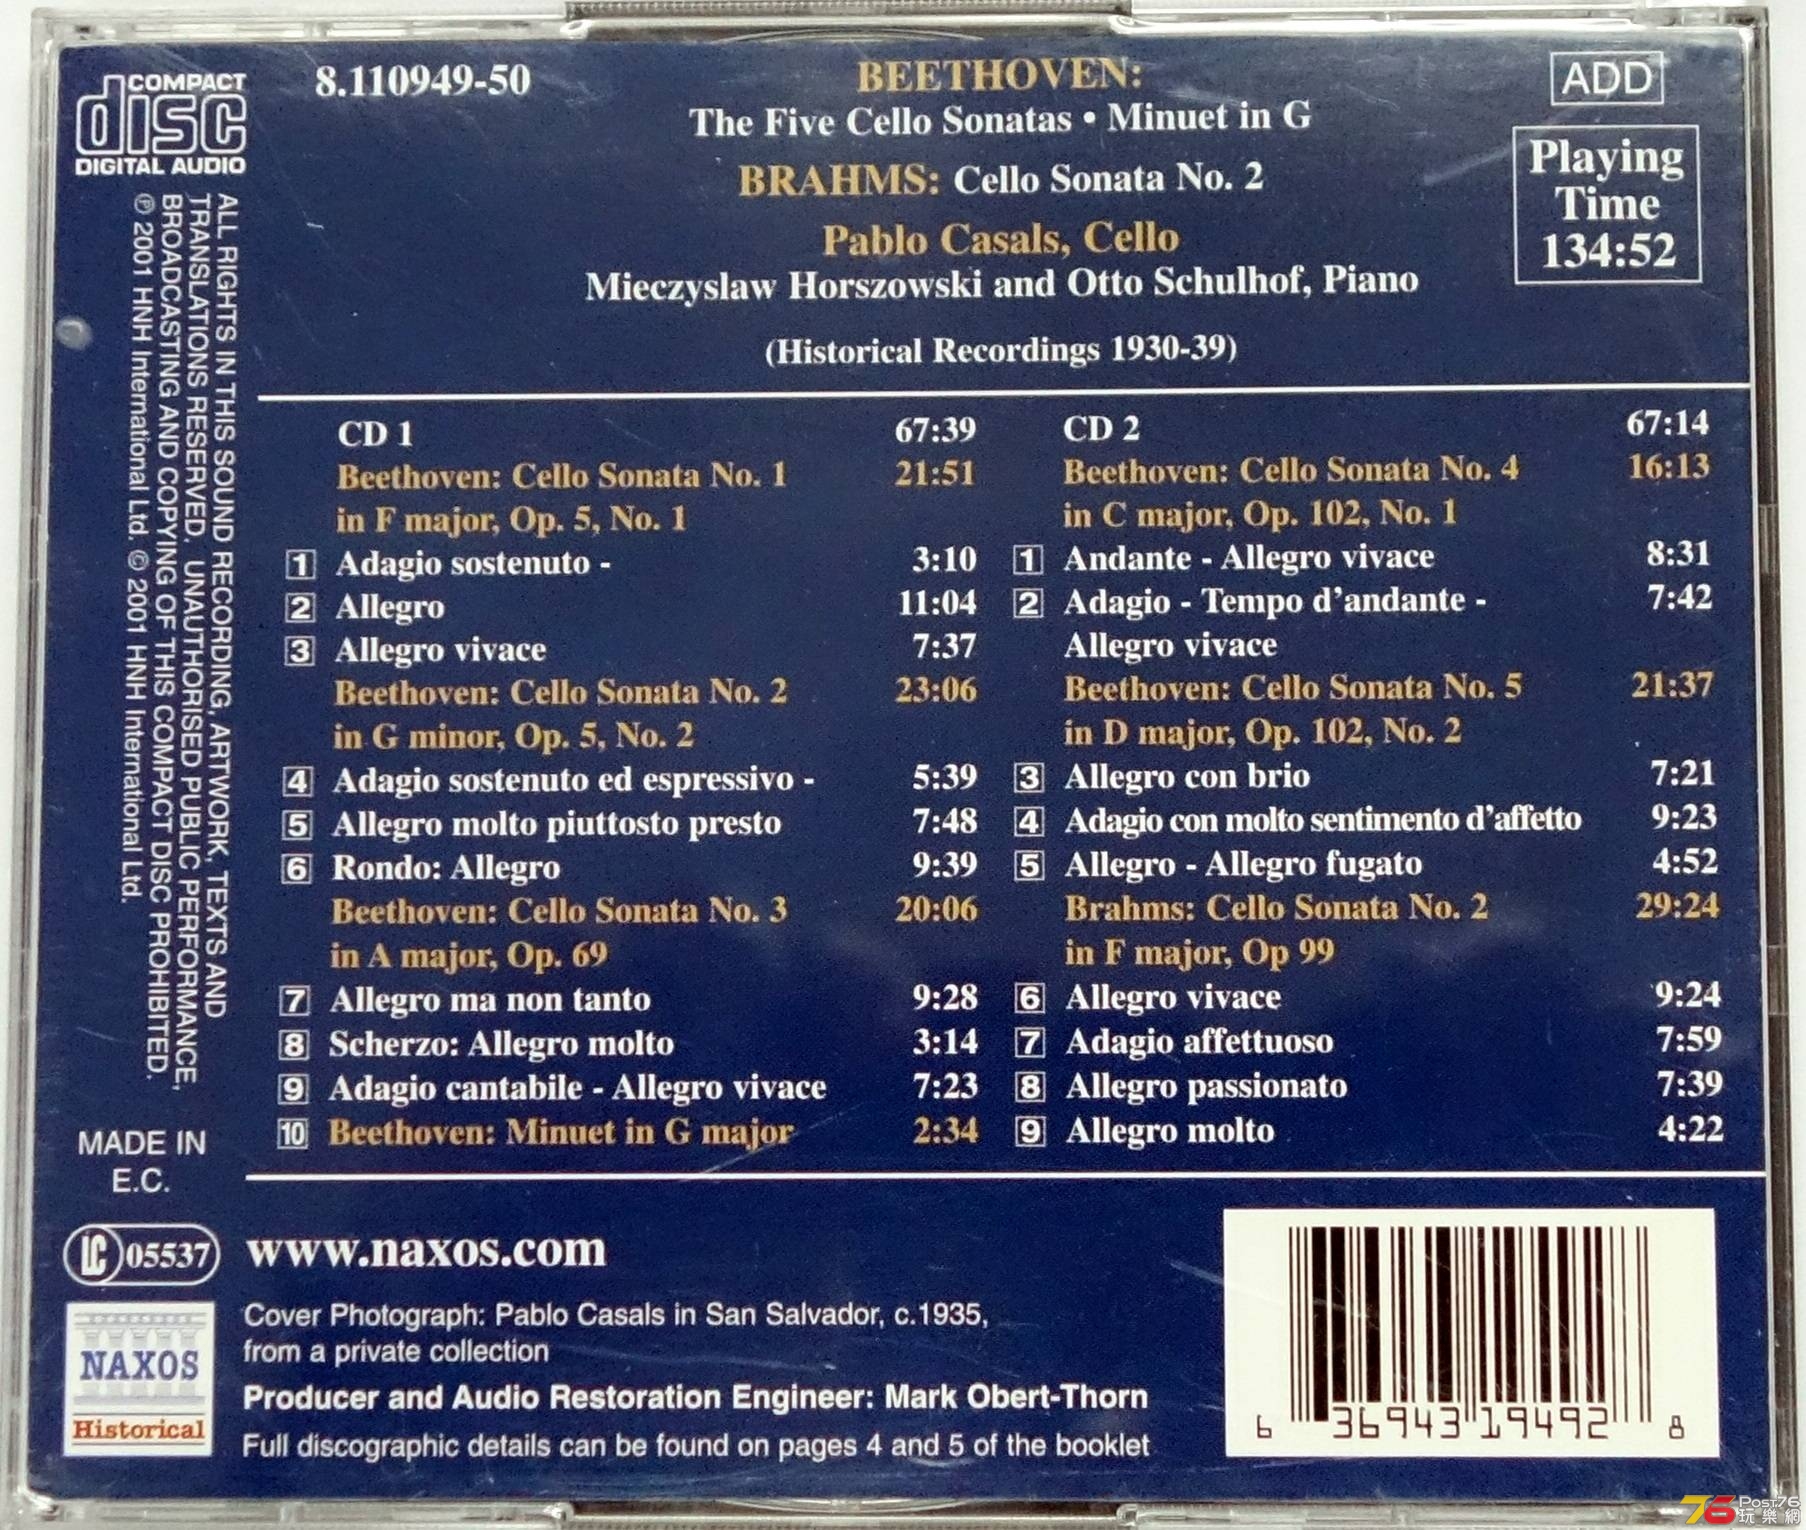 COMPACT
disc
DIGITAL AUDIO
8.110949-50
BEETHOVEN:
The Five Cello Sonatas • Minuet in G
BRAHMS: Cello Sonata No. 2
Pablo Casals, Cello
Mieczyslaw Horszowski and Otto Schulhof, Piano
(Historical Recordings 1930-39)
ADD
Playing
Time
134:52
ALL RIGHTS IN THIS SOUND RECORDING, ARTWORK, TEXTS AND
TRANSLATIONS RESERVED. UNAUTHORISED PUBLIC PERFORMANCE,
BROADCASTING AND COPYING OF THIS COMPACT DISC PROHIBITED.
℗ 2001 HNH International Ltd. © 2001 HNH International Ltd.
CD 1 67:39
Beethoven: Cello Sonata No. 1 21:51
in F major, Op. 5, No. 1
1 Adagio sostenuto - 3:10
2 Allegro 11:04
3 Allegro vivace 7:37
Beethoven: Cello Sonata No. 2 23:06
in G minor, Op. 5, No. 2
4 Adagio sostenuto ed espressivo - 5:39
5 Allegro molto piuttosto presto 7:48
6 Rondo: Allegro 9:39
Beethoven: Cello Sonata No. 3 20:06
in A major, Op. 69
7 Allegro ma non tanto 9:28
8 Scherzo: Allegro molto 3:14
9 Adagio cantabile - Allegro vivace 7:23
10 Beethoven: Minuet in G major 2:34
CD 2 67:14
Beethoven: Cello Sonata No. 4 16:13
in C major, Op. 102, No. 1
1 Andante - Allegro vivace 8:31
2 Adagio - Tempo d'andante - 7:42
Allegro vivace
Beethoven: Cello Sonata No. 5 21:37
in D major, Op. 102, No. 2
3 Allegro con brio 7:21
4 Adagio con molto sentimento d'affetto 9:23
5 Allegro - Allegro fugato 4:52
Brahms: Cello Sonata No. 2 29:24
in F major, Op 99
6 Allegro vivace 9:24
7 Adagio affettuoso 7:59
8 Allegro passionato 7:39
9 Allegro molto 4:22
MADE IN
E.C.
LC 05537
www.naxos.com
NAXOS
Historical
Cover Photograph: Pablo Casals in San Salvador, c.1935,
from a private collection
Producer and Audio Restoration Engineer: Mark Obert-Thorn
Full discographic details can be found on pages 4 and 5 of the booklet
6 36943 19492 8
76 Post76
玩樂網